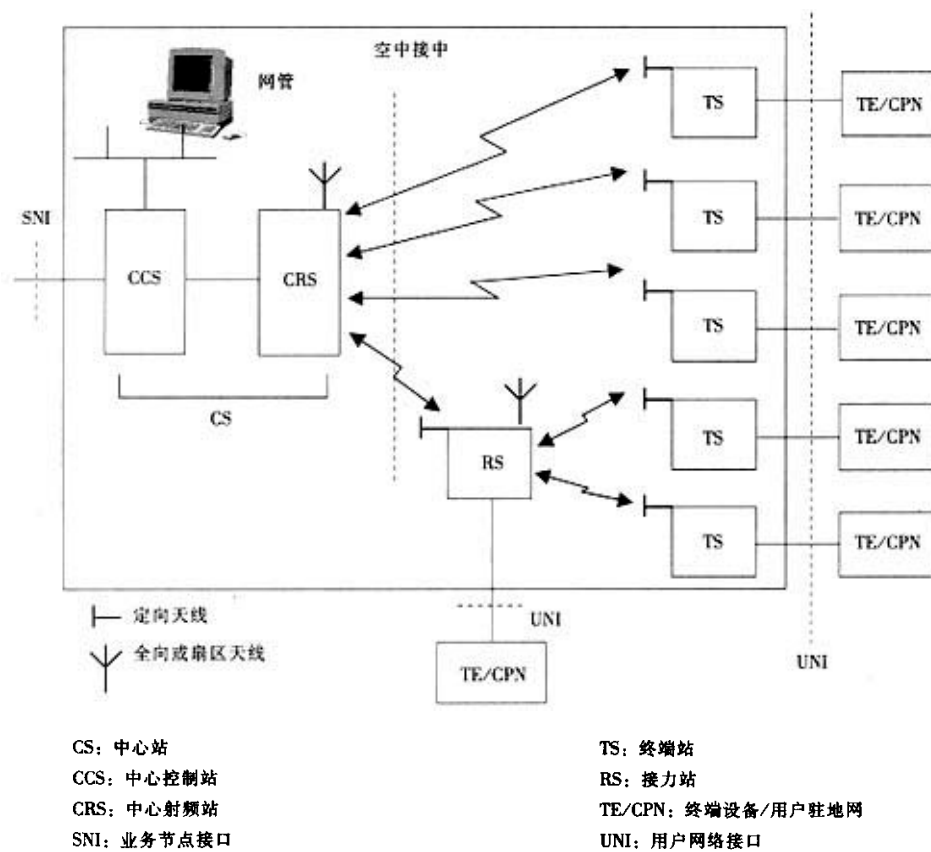 空中接中
网管
TS
TE/CPN
SNI
TS
TE/CPN
CCS
CRS
TS
TE/CPN
CS
TS
TE/CPN
RS
TS
TE/CPN
定向天线
UNI
全向或扇区天线
TE/CPN
UNI
CS：中心站
TS：终端站
CCS：中心控制站
RS：接力站
CRS：中心射频站
TE/CPN：终端设备/用户驻地网
SNI：业务节点接口
UNI：用户网络接口